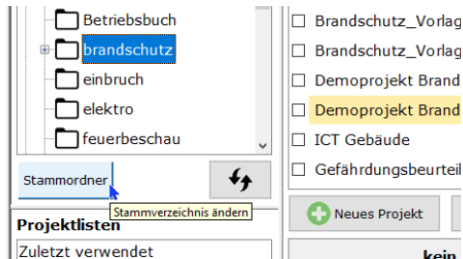 Betriebsbuch
brandschutz
einbruch
elektro
feuerbeschau
Stammordner
Stammverzeichnis ändern
Projektlisten
Zuletzt verwendet
Brandschutz_Vorlag
Brandschutz_Vorlag
Demoprojekt Brand
Demoprojekt Brand
ICT Gebäude
Gefährdungsbeurteil
Neues Projekt
kein